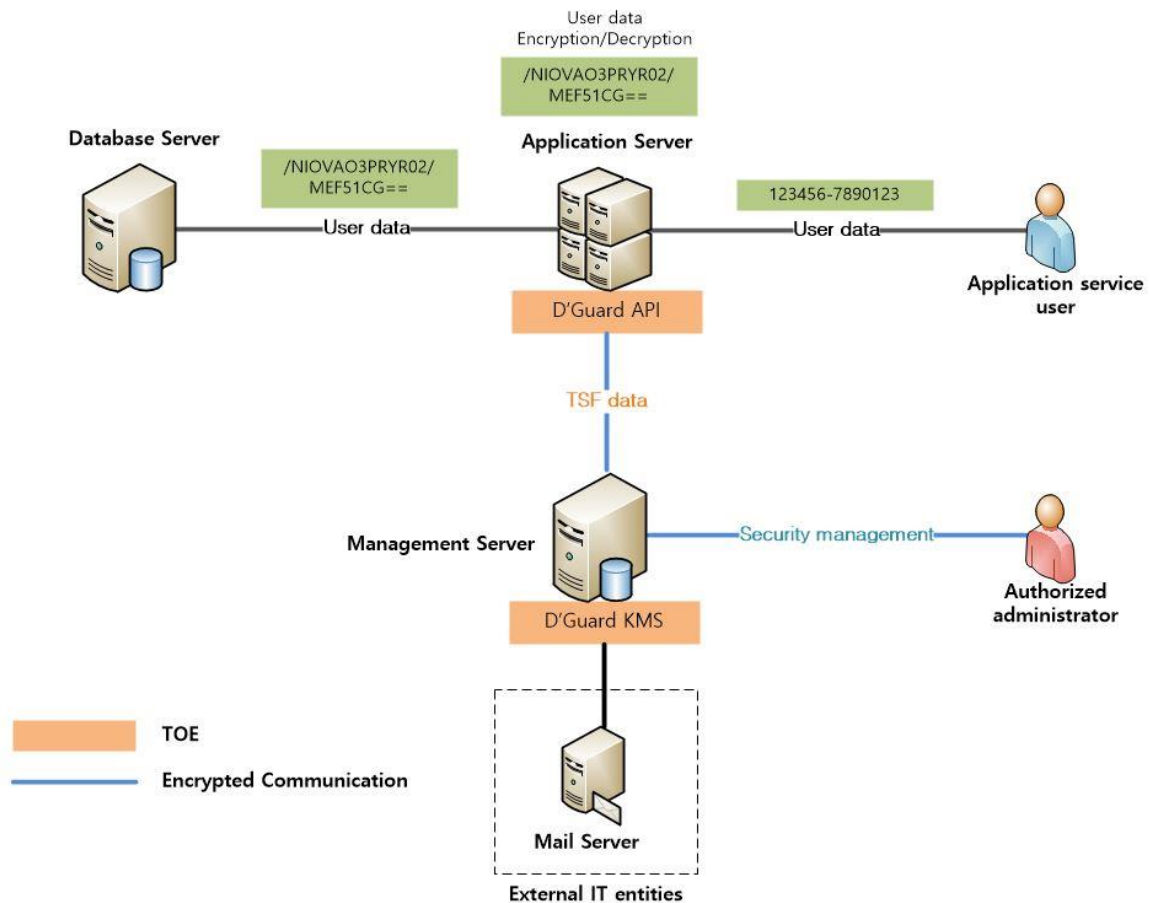 User data
Encryption/Decryption
/NIOVAO3PRYR02/
MEF51CG==
Database Server
Application Server
/NIOVAO3PRYR02/
MEF51CG==
123456-7890123
User data
User data
Application service
user
D'Guard API
TSF data
Management Server
Security management
Authorized
administrator
D'Guard KMS
TOE
Encrypted Communication
Mail Server
External IT entities